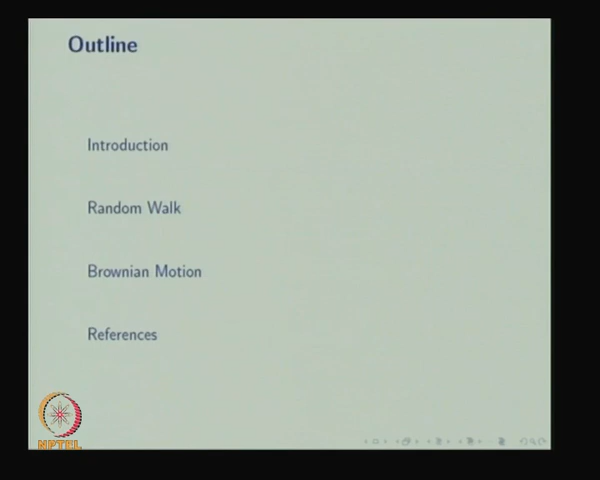 Outline
Introduction
Random Walk
Brownian Motion
References
NPTEL